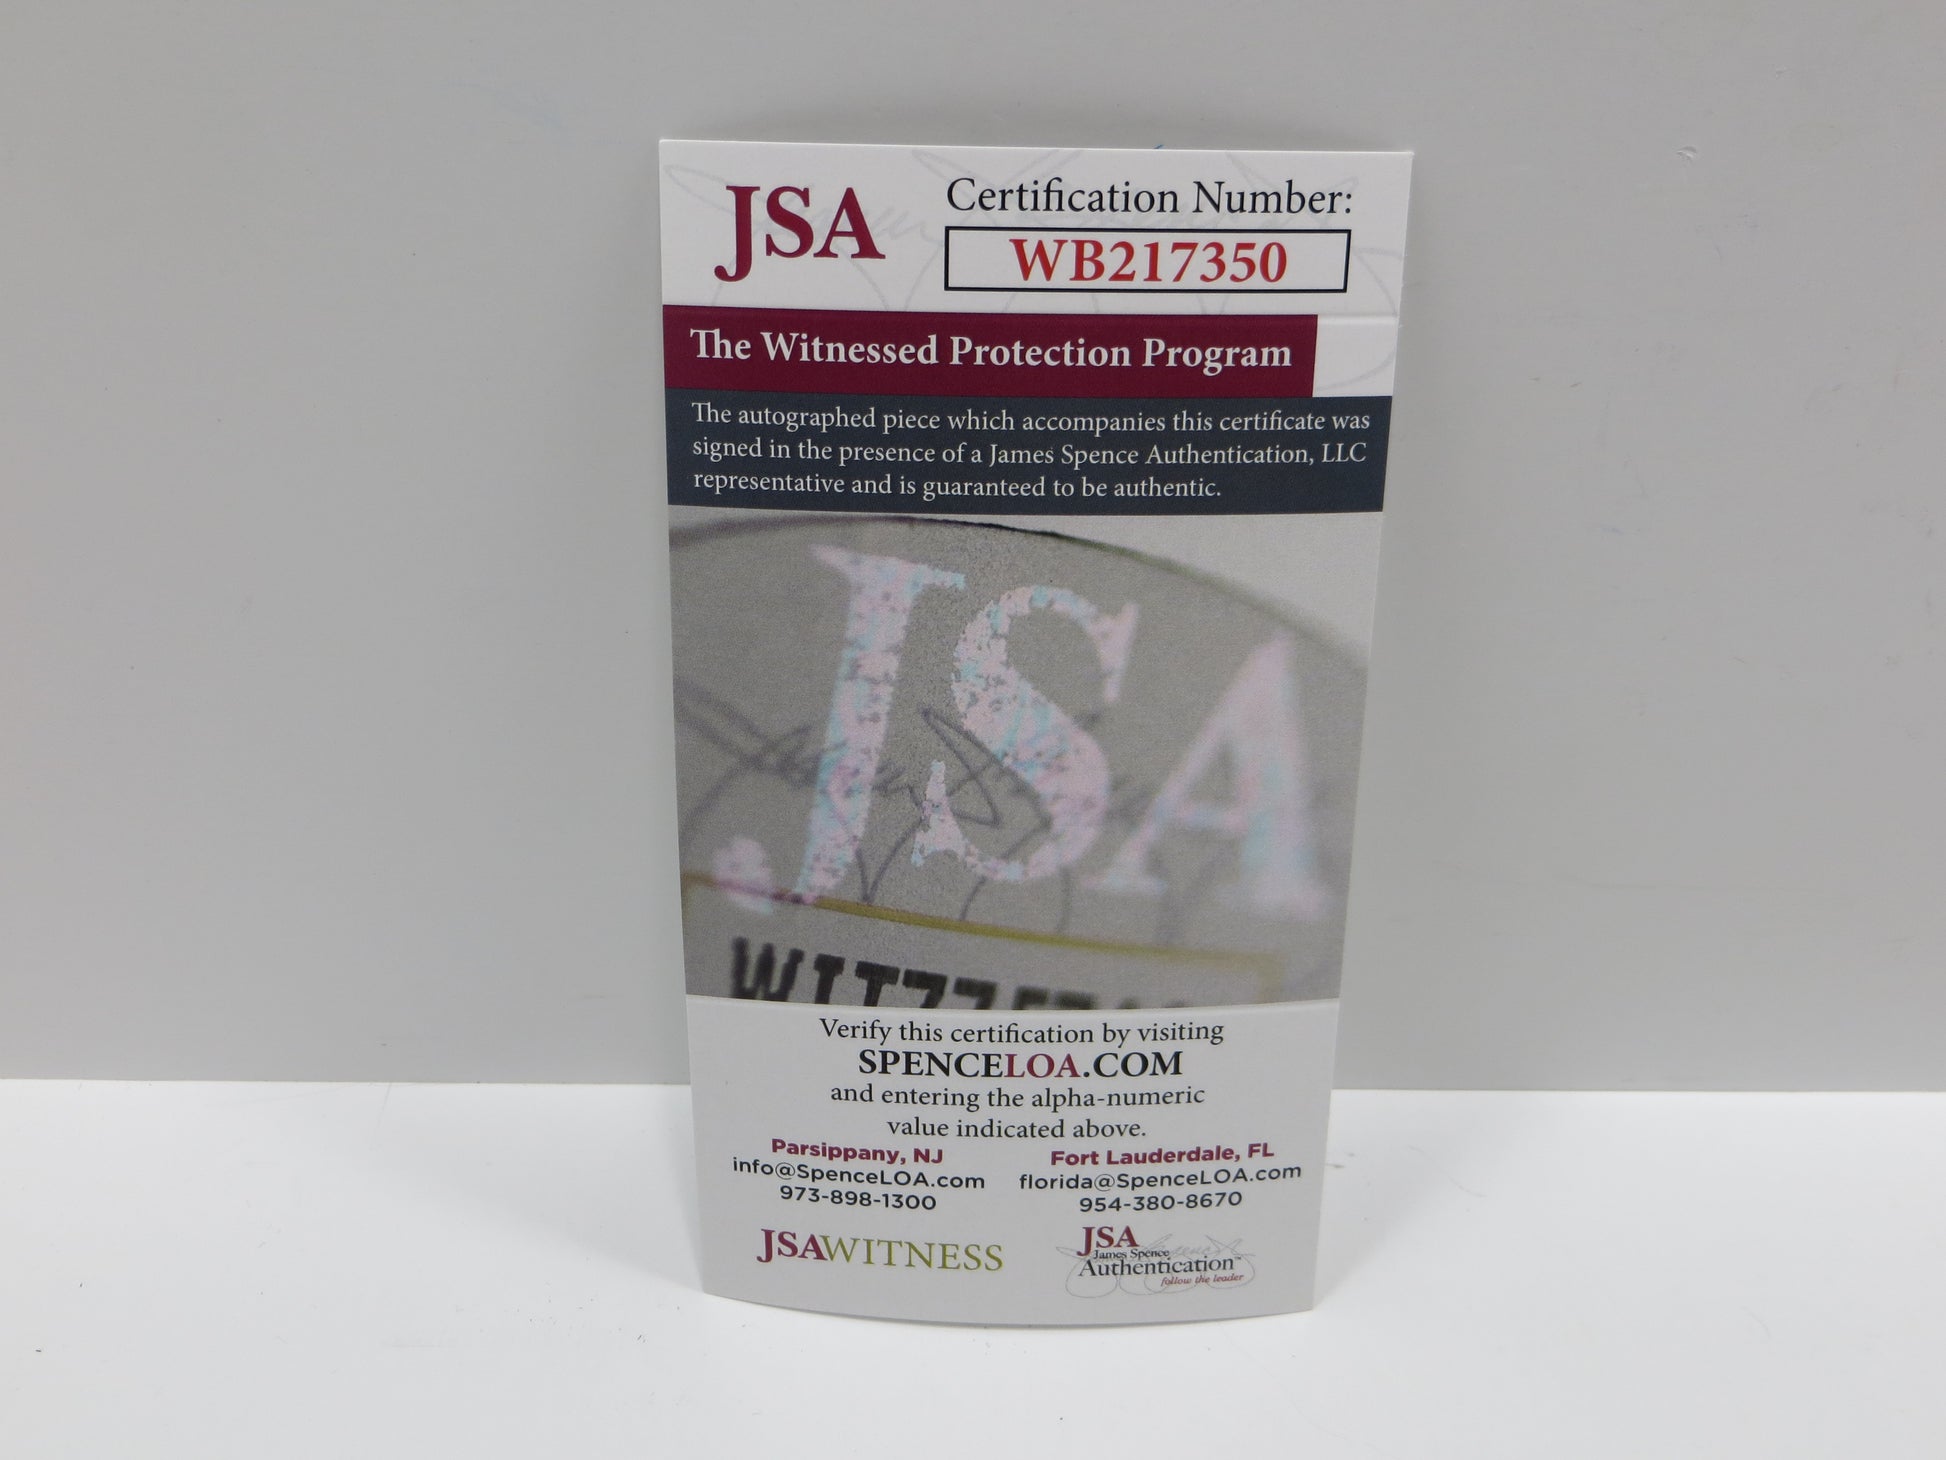 JSA
Certification Number:
WB217350
The Witnessed Protection Program
The autographed piece which accompanies this certificate was
signed in the presence of a James Spence Authentication, LLC
representative and is guaranteed to be authentic.
JSA
Verify this certification by visiting
SPENCELOA.COM
and entering the alpha-numeric
value indicated above.
Parsippany, NJ
info@SpenceLOA.com
973-898-1300
Fort Lauderdale, FL
florida@SpenceLOA.com
954-380-8670
JSAWITNESS
JSA
James Spence
Authentication™
follow the leader